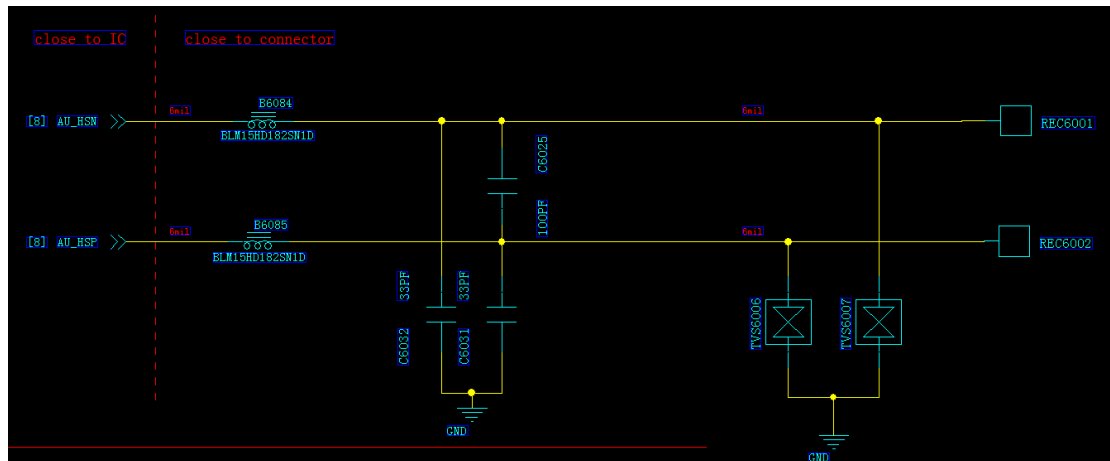 close to IC
close to connector
[8] AU_HSN
6mil
B6084
BLM15HD182SN1D
6mil
REC6001
C6025
100PF
[8] AU_HSP
6mil
B6085
BLM15HD182SN1D
6mil
REC6002
33PF
C6032
33PF
C6031
TVS6006
TVS6007
GND
GND